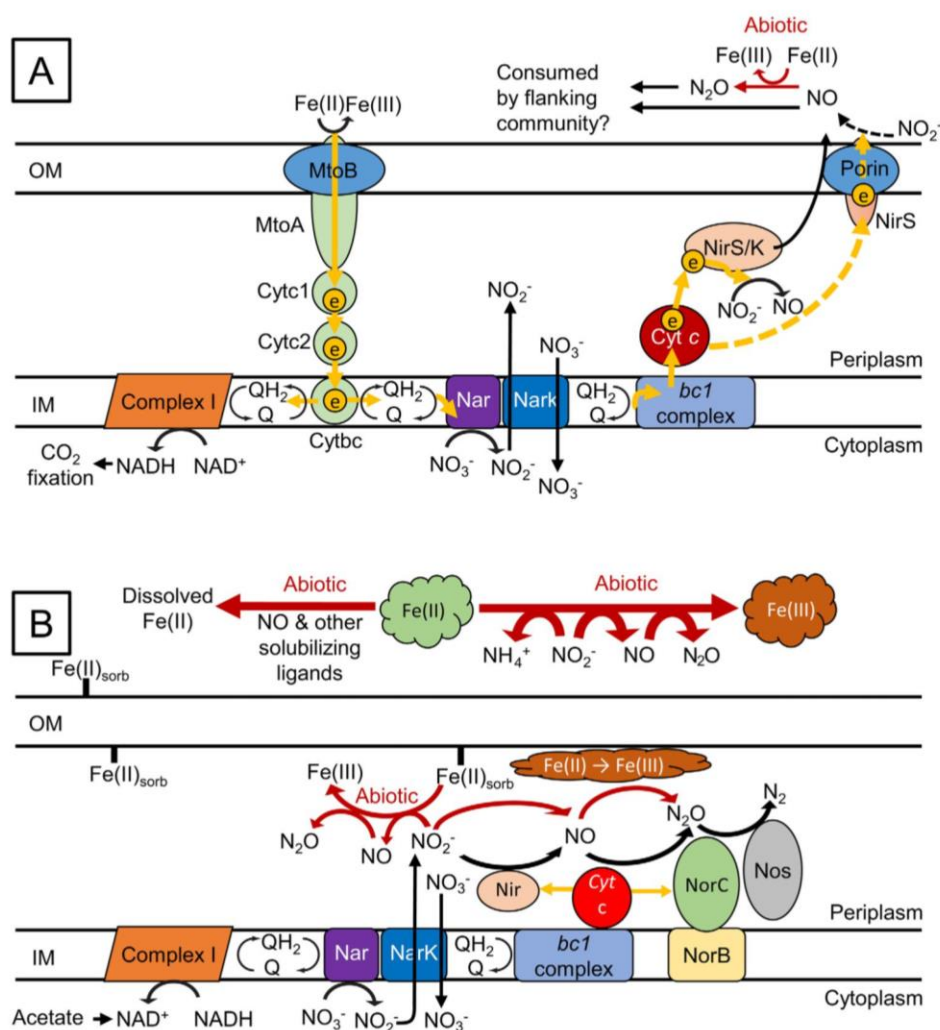 A
Abiotic
Fe(III) Fe(II)
Consumed
by flanking
community?
N₂O
NO
NO₂⁻
Fe(II)Fe(III)
OM
MtoB
Porin
e
MtoA
NirS
NirS/K
e
Cytc1
e
NO₂⁻
NO₂⁻ NO
e
Cytc2
e
NO₃⁻
Cyt c
Periplasm
IM
Complex I
QH₂
Q
e
QH₂
Q
Nar
Nark
QH₂
Q
bc1
complex
Cytbc
Cytoplasm
CO₂
fixation
NADH NAD⁺
NO₃⁻ NO₂⁻
NO₃⁻
B
Dissolved
Fe(II)
Abiotic
NO & other
solubilizing
ligands
Fe(II)
Abiotic
Fe(III)
NH₄⁺ NO₂⁻ NO N₂O
Fe(II)sorb
OM
Fe(II)sorb
Fe(III)
Fe(II)sorb
Fe(II) → Fe(III)
Abiotic
N₂
N₂O NO NO₂⁻
NO
N₂O
NO₃⁻
Nir
Cyt
c
NorC
Nos
Periplasm
IM
Complex I
QH₂
Q
Nar
NarK
QH₂
Q
bc1
complex
NorB
Cytoplasm
Acetate NAD⁺ NADH
NO₃⁻ NO₂⁻ NO₃⁻